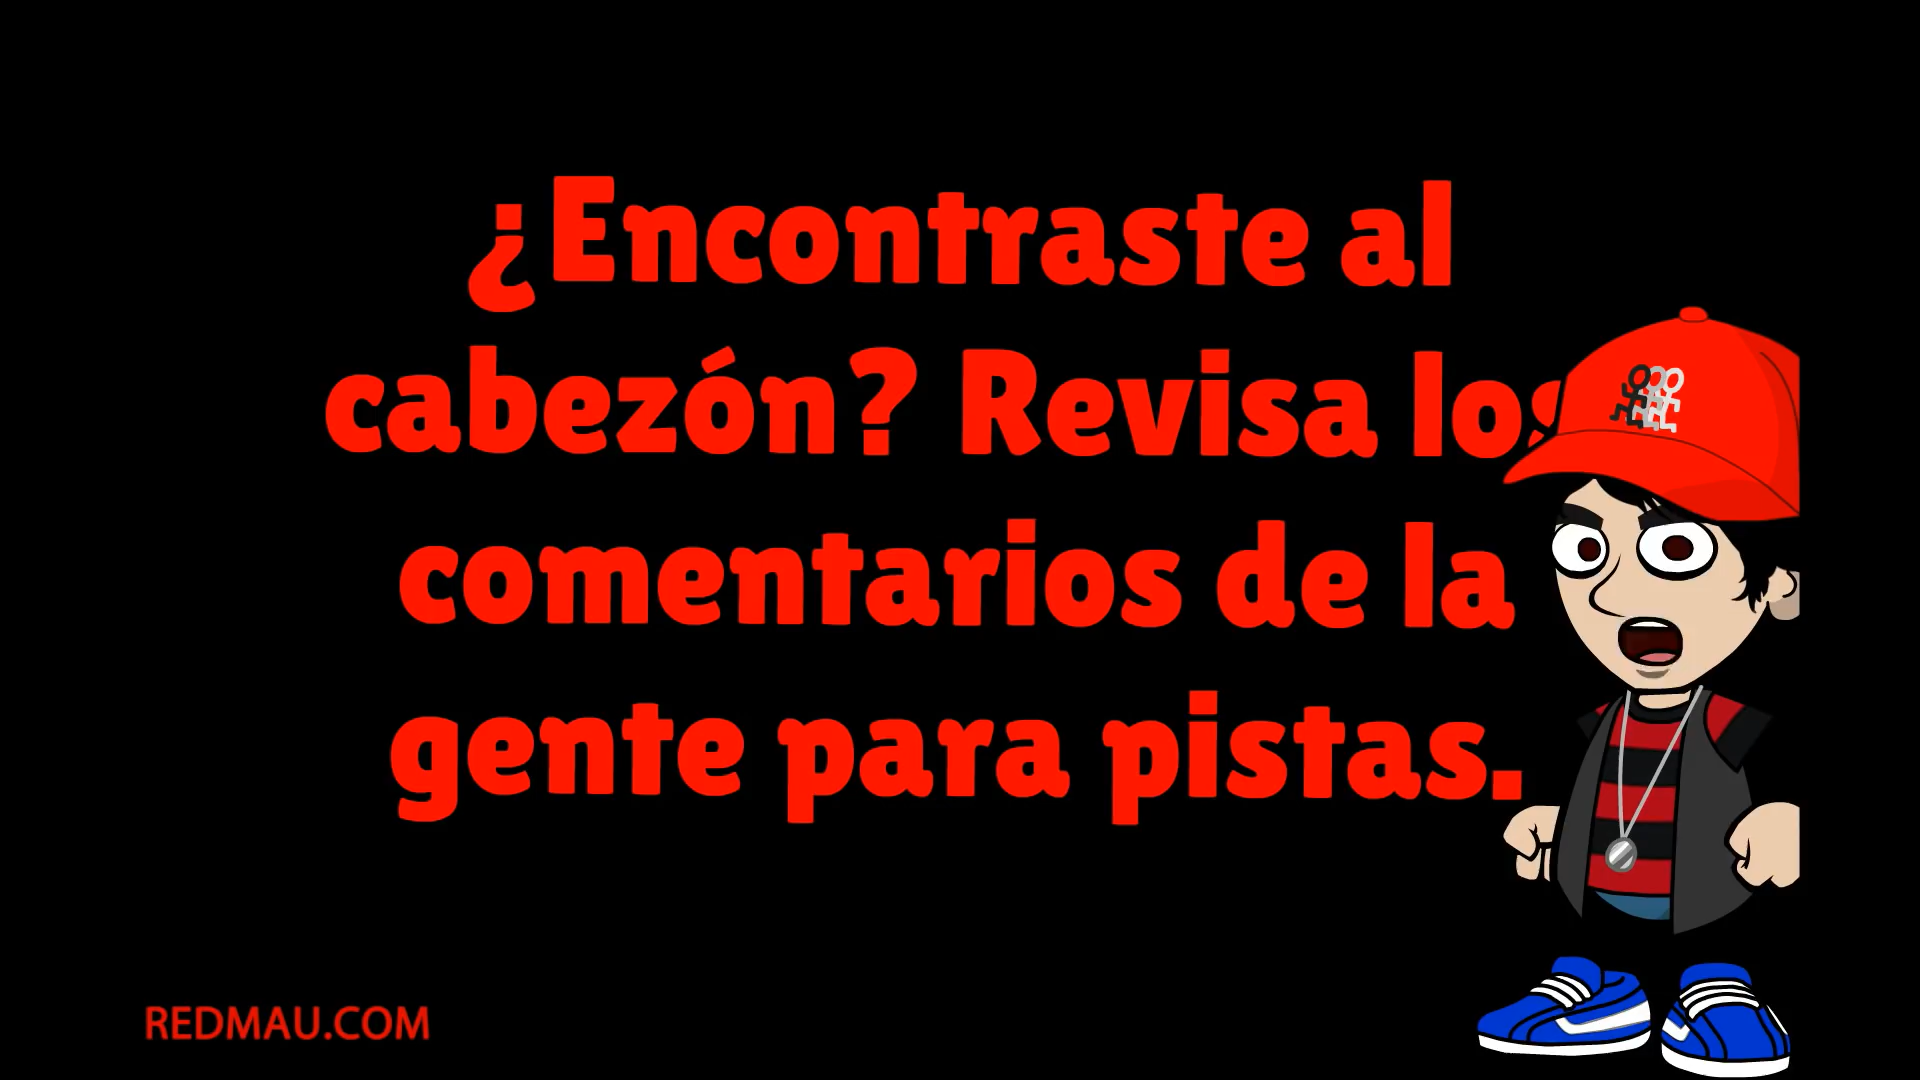 ¿Encontraste al
cabezón? Revisa los
comentarios de la
gente para pistas.
REDMAU.COM